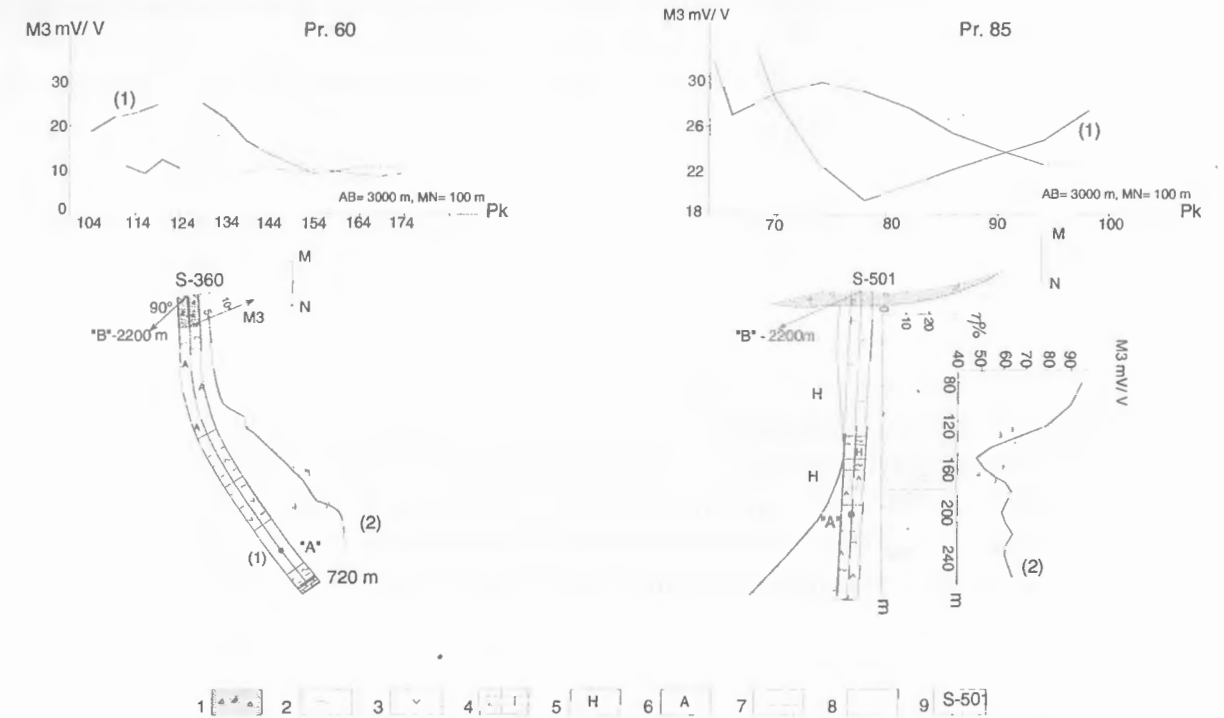 M3 mV/ V
Pr. 60
30
(1)
20
10
0
AB= 3000 m, MN= 100 m
Pk
104 114 124 134 144 154 164 174
M3 mV/ V
Pr. 85
30
26
(1)
22
AB= 3000 m, MN= 100 m
18
Pk
70 80 90 100
S-360
M
N
90°
10
M3
5
"B"-2200 m
A
A
A
(2)
"A"
(1)
720 m
S-501
M
N
0 10 20 η%
"B" - 2200m
M3 mV/ V
40 50 60 70 80 90
80
120
160
200
240
m
H
H
H
A
A
A
A
"A"
(2)
m
1 2 3 v 4 5 H 6 A 7 8 9 S-501